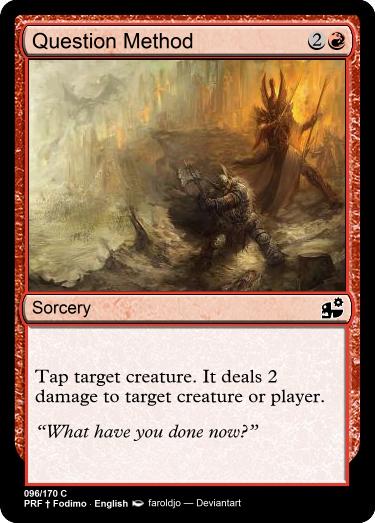 Question Method 2
Sorcery
Tap target creature. It deals 2
damage to target creature or player.
“What have you done now?”
096/170 C
PRF † Fodimo · English faroldjo — Deviantart